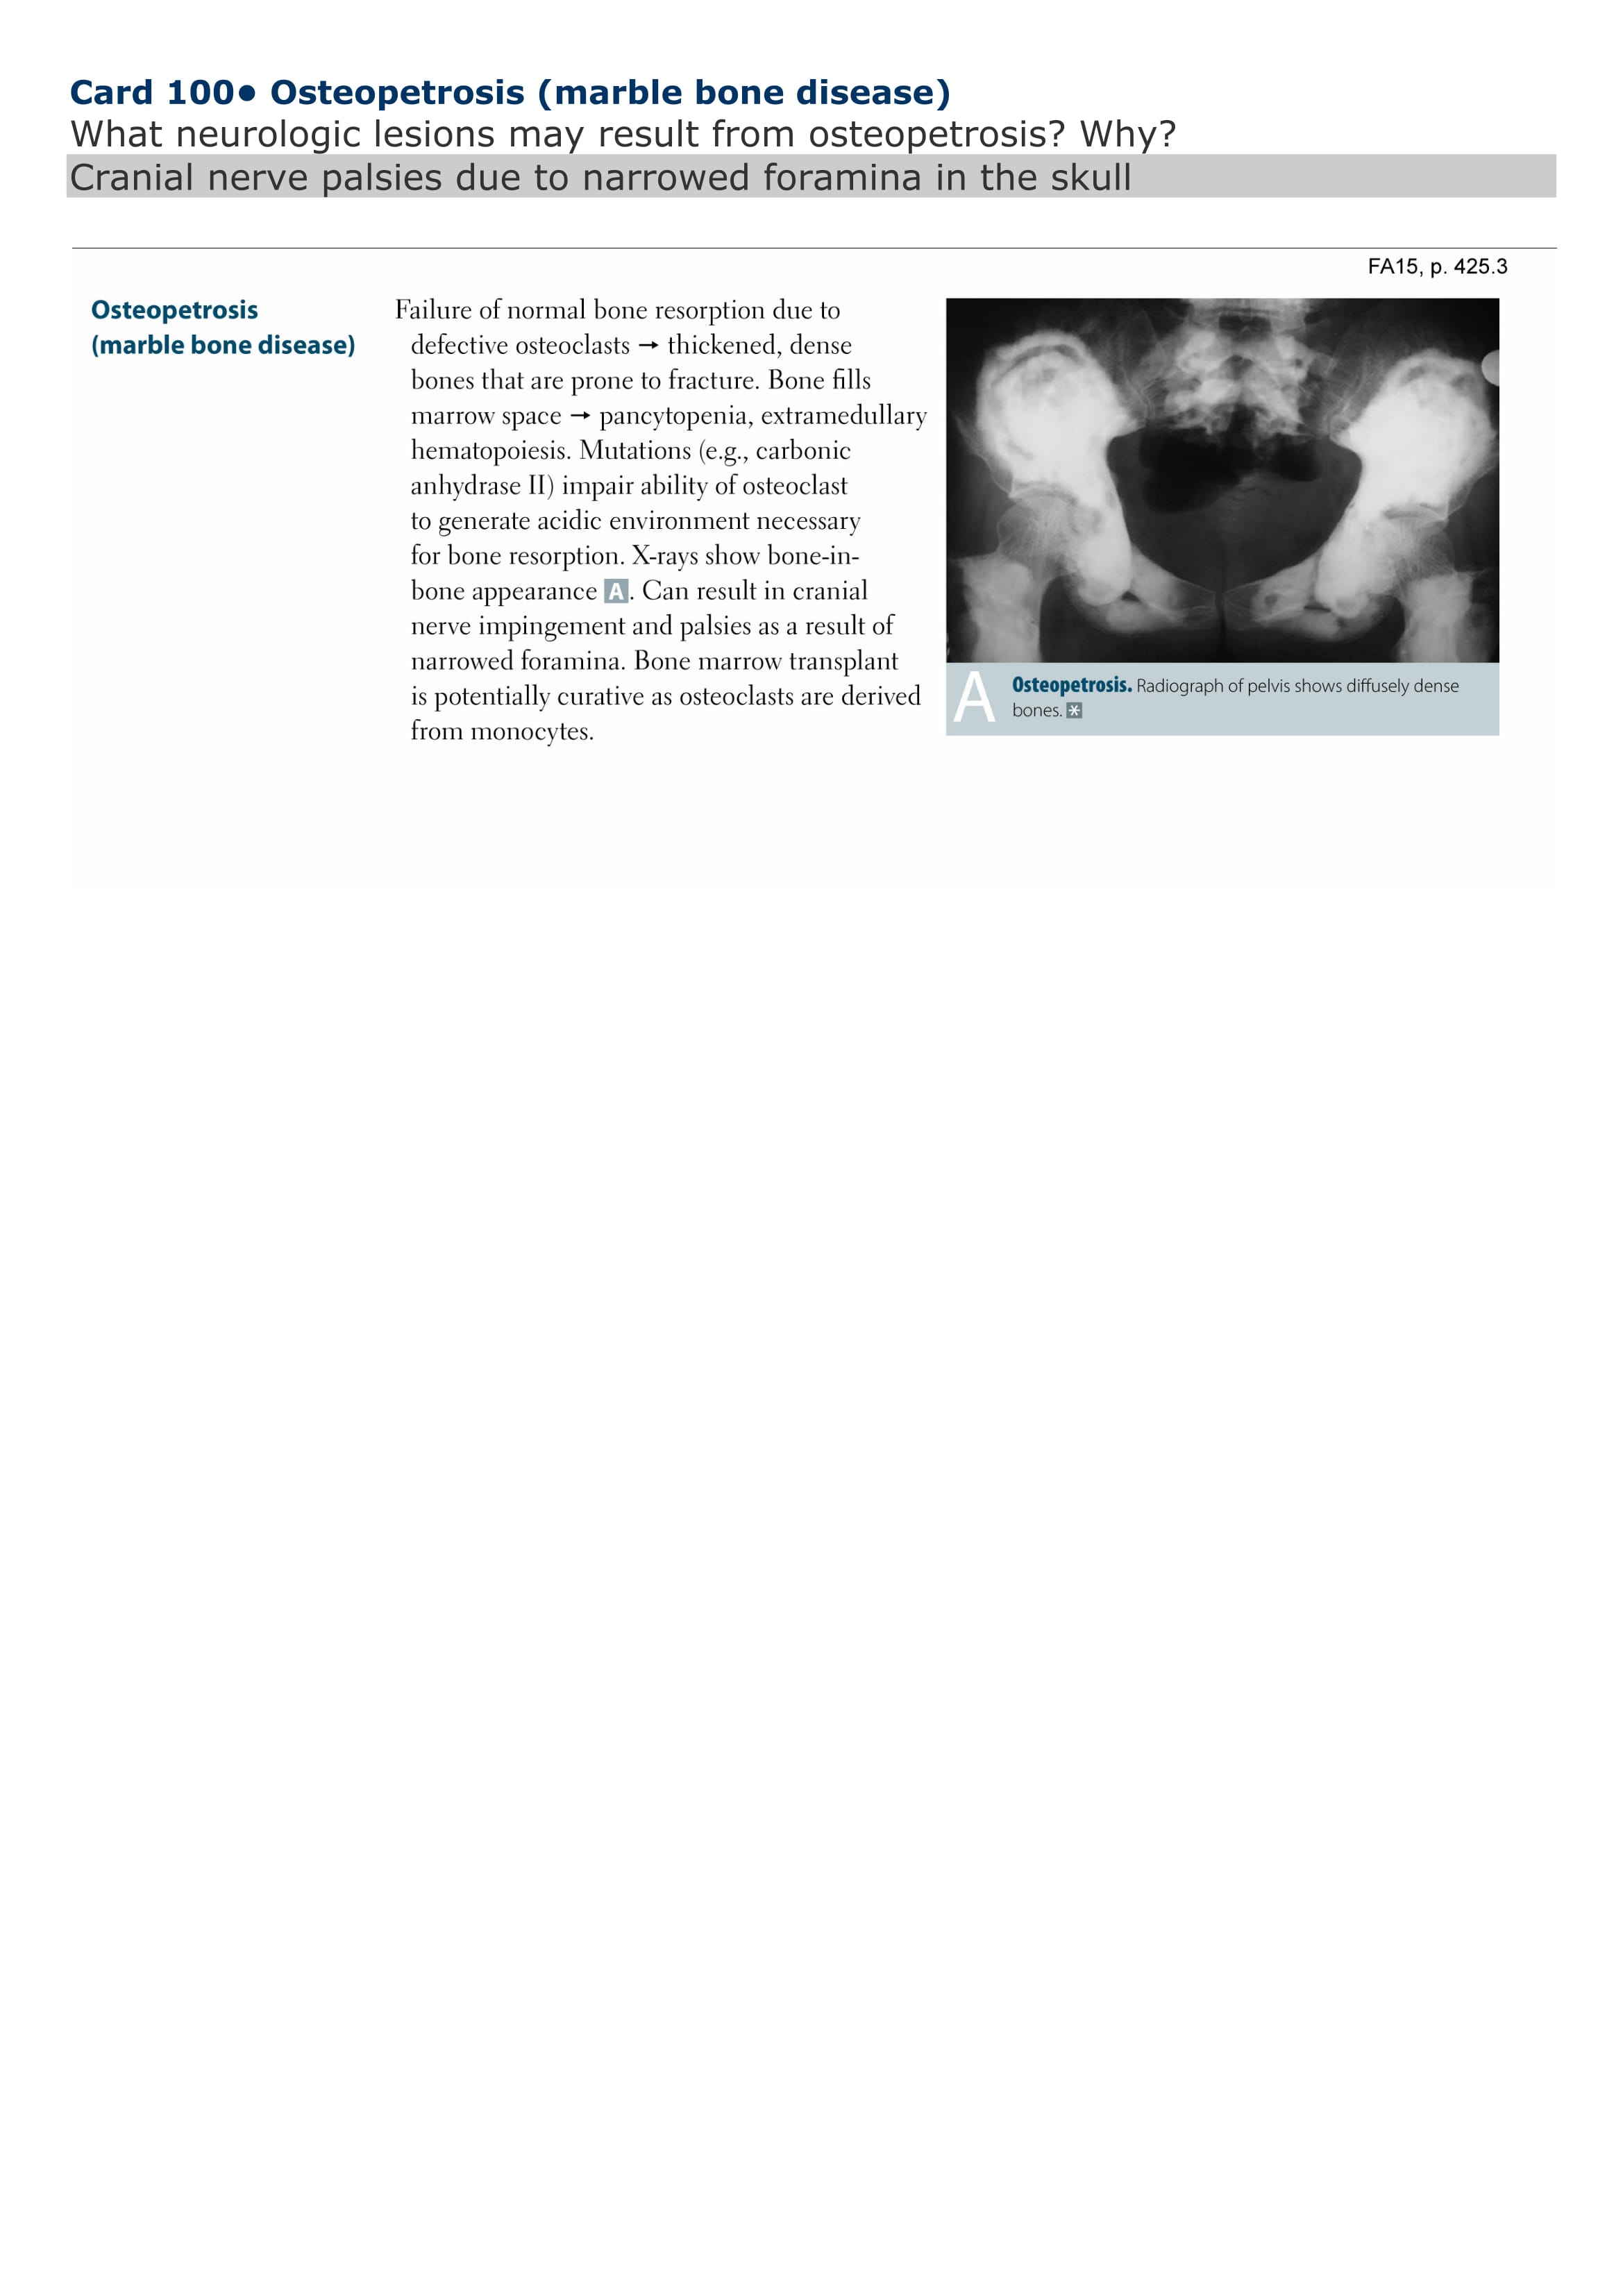 Card 100● Osteopetrosis (marble bone disease)
What neurologic lesions may result from osteopetrosis? Why?
Cranial nerve palsies due to narrowed foramina in the skull
FA15, p. 425.3
Osteopetrosis
(marble bone disease)
Failure of normal bone resorption due to
defective osteoclasts → thickened, dense
bones that are prone to fracture. Bone fills
marrow space → pancytopenia, extramedullary
hematopoiesis. Mutations (e.g., carbonic
anhydrase II) impair ability of osteoclast
to generate acidic environment necessary
for bone resorption. X-rays show bone-in-
bone appearance A. Can result in cranial
nerve impingement and palsies as a result of
narrowed foramina. Bone marrow transplant
is potentially curative as osteoclasts are derived
from monocytes.
A
Osteopetrosis. Radiograph of pelvis shows diffusely dense
bones. *